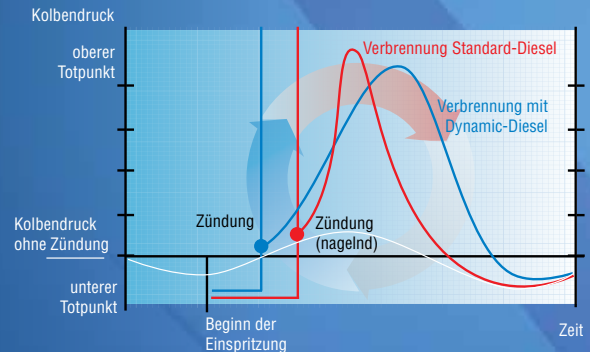 Kolbendruck
oberer
Totpunkt
Verbrennung Standard-Diesel
Verbrennung mit
Dynamic-Diesel
Zündung
Zündung
(nagelnd)
Kolbendruck
ohne Zündung
unterer
Totpunkt
Beginn der
Einspritzung
Zeit